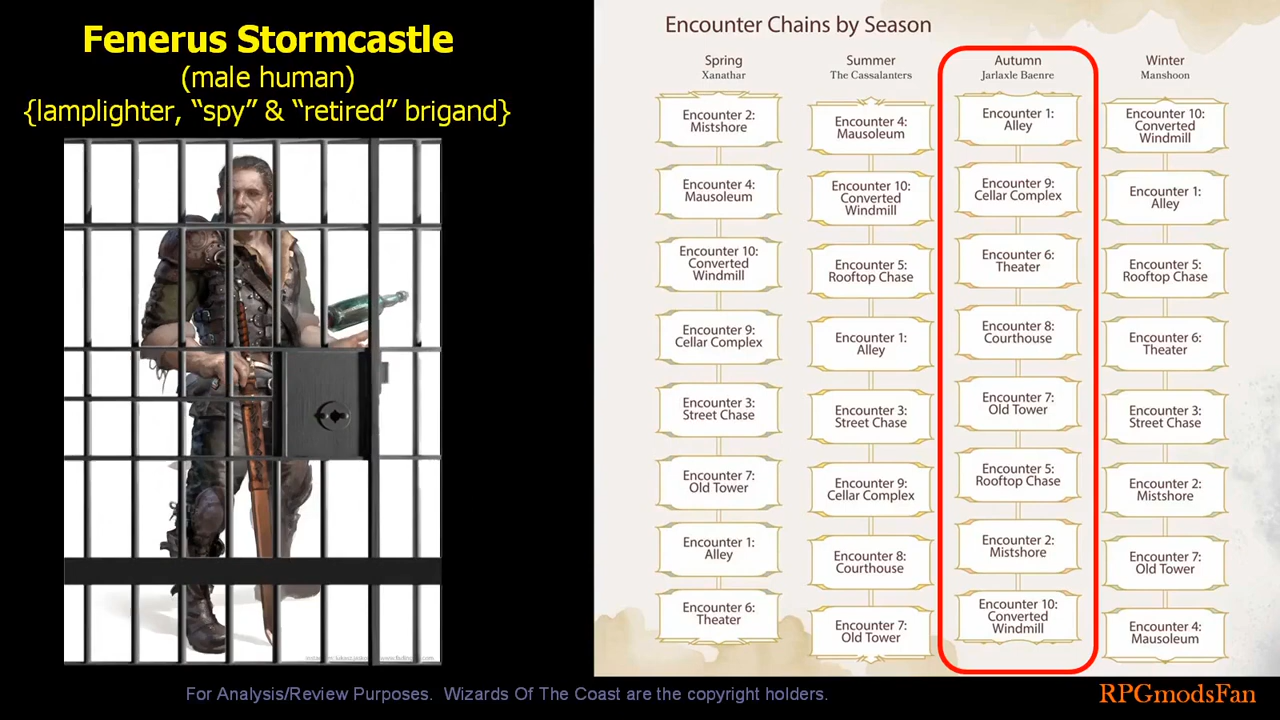 Fenerus Stormcastle
(male human)
{lamplighter, “spy” & “retired” brigand}
Encounter Chains by Season
Spring
Xanathar
Encounter 2:
Mistshore
Encounter 4:
Mausoleum
Encounter 10:
Converted
Windmill
Encounter 9:
Cellar Complex
Encounter 3:
Street Chase
Encounter 7:
Old Tower
Encounter 1:
Alley
Encounter 6:
Theater
Summer
The Cassalanters
Encounter 4:
Mausoleum
Encounter 10:
Converted
Windmill
Encounter 5:
Rooftop Chase
Encounter 1:
Alley
Encounter 3:
Street Chase
Encounter 9:
Cellar Complex
Encounter 8:
Courthouse
Encounter 7:
Old Tower
Autumn
Jarlaxle Baenre
Encounter 1:
Alley
Encounter 9:
Cellar Complex
Encounter 6:
Theater
Encounter 8:
Courthouse
Encounter 7:
Old Tower
Encounter 5:
Rooftop Chase
Encounter 2:
Mistshore
Encounter 10:
Converted
Windmill
Winter
Manshoon
Encounter 10:
Converted
Windmill
Encounter 1:
Alley
Encounter 5:
Rooftop Chase
Encounter 6:
Theater
Encounter 3:
Street Chase
Encounter 2:
Mistshore
Encounter 7:
Old Tower
Encounter 4:
Mausoleum
For Analysis/Review Purposes. Wizards Of The Coast are the copyright holders.
RPGmodsFan